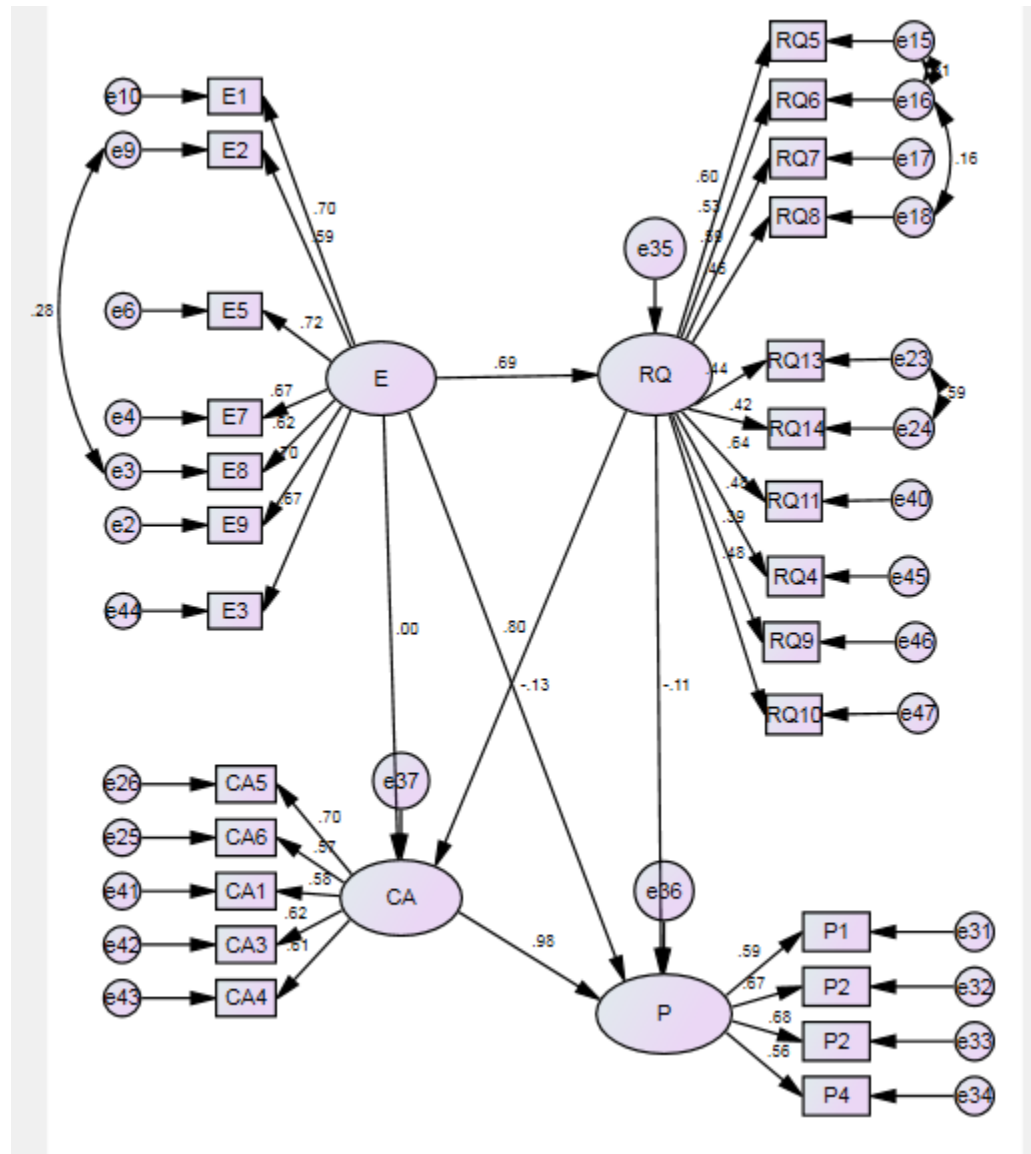 RQ5
e15
e10
E1
RQ6
e16
e9
E2
RQ7
e17
.16
.60
RQ8
e18
.53
.70
.59
e35
.28
e6
E5
.72
.69
E
RQ
.44
RQ13
e23
.59
.42
RQ14
e24
.67
e4
E7
.62
.64
e3
E8
.70
RQ11
e40
.67
.39
e2
E9
.48
RQ4
e45
e44
E3
.00
.80
RQ9
e46
-.13
-.11
RQ10
e47
e26
CA5
e37
.70
e25
CA6
.57
e41
CA1
.58
CA
e36
e42
CA3
.62
.61
.98
P1
e31
.59
e43
CA4
.67
P2
e32
P
.68
P2
e33
.56
P4
e34